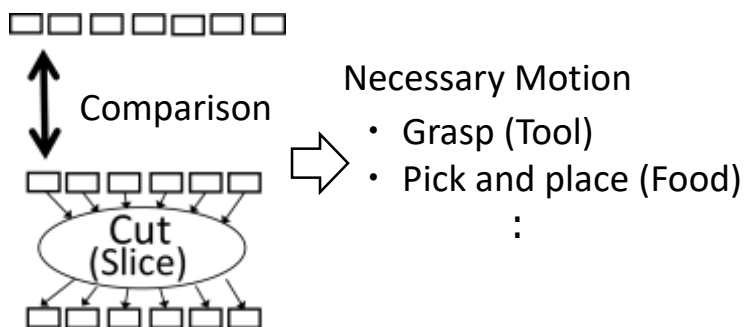 Comparison
Cut
(Slice)
Necessary Motion
・ Grasp (Tool)
・ Pick and place (Food)
: